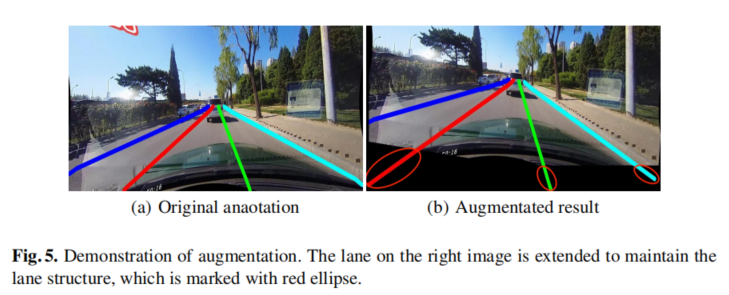 (a) Original anaotation
(b) Augmentated result
Fig. 5. Demonstration of augmentation. The lane on the right image is extended to maintain the
lane structure, which is marked with red ellipse.